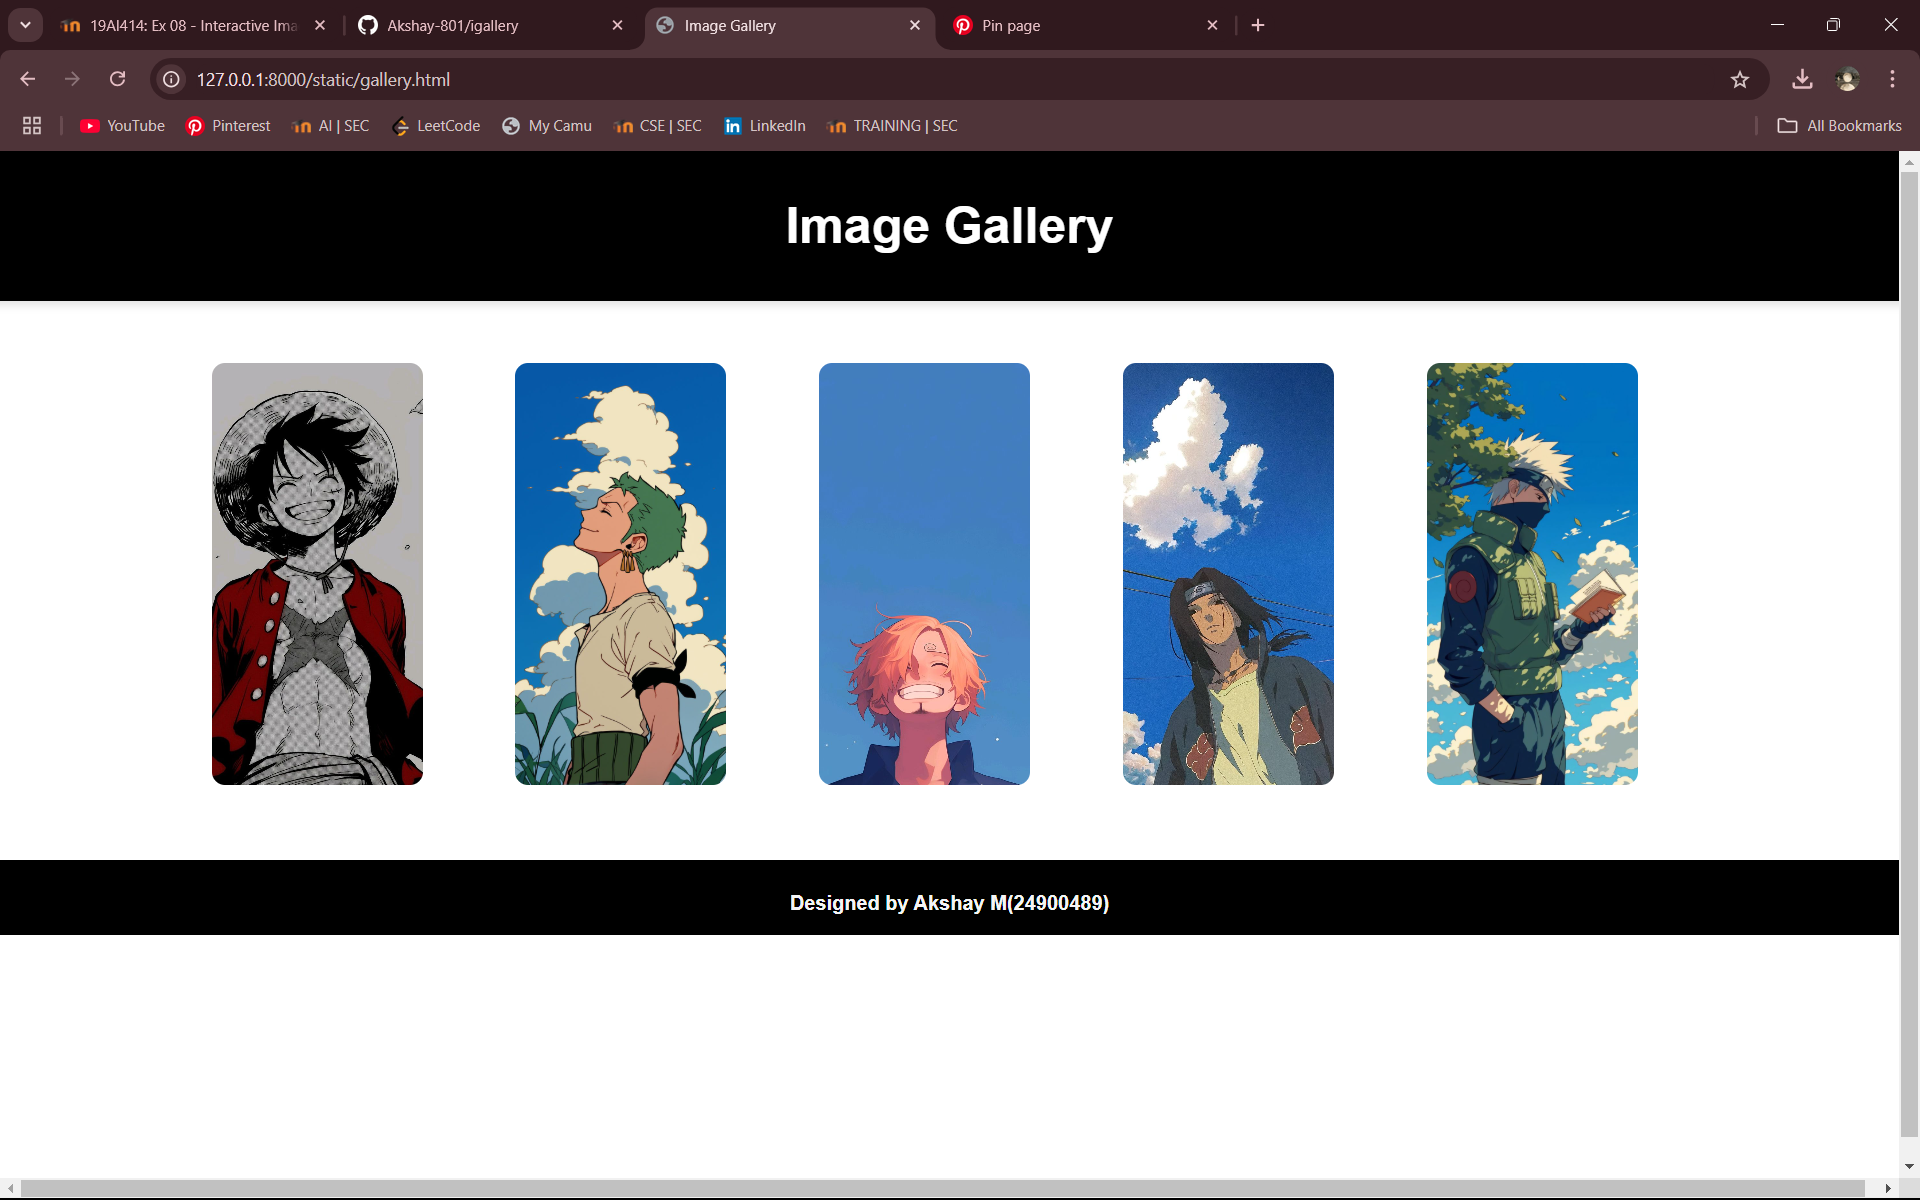 19AI414: Ex 08 - Interactive Ima
Akshay-801/igallery
Image Gallery
Pin page
127.0.0.1:8000/static/gallery.html
YouTube
Pinterest
AI | SEC
LeetCode
My Camu
CSE | SEC
LinkedIn
TRAINING | SEC
All Bookmarks
Image Gallery
Designed by Akshay M(24900489)